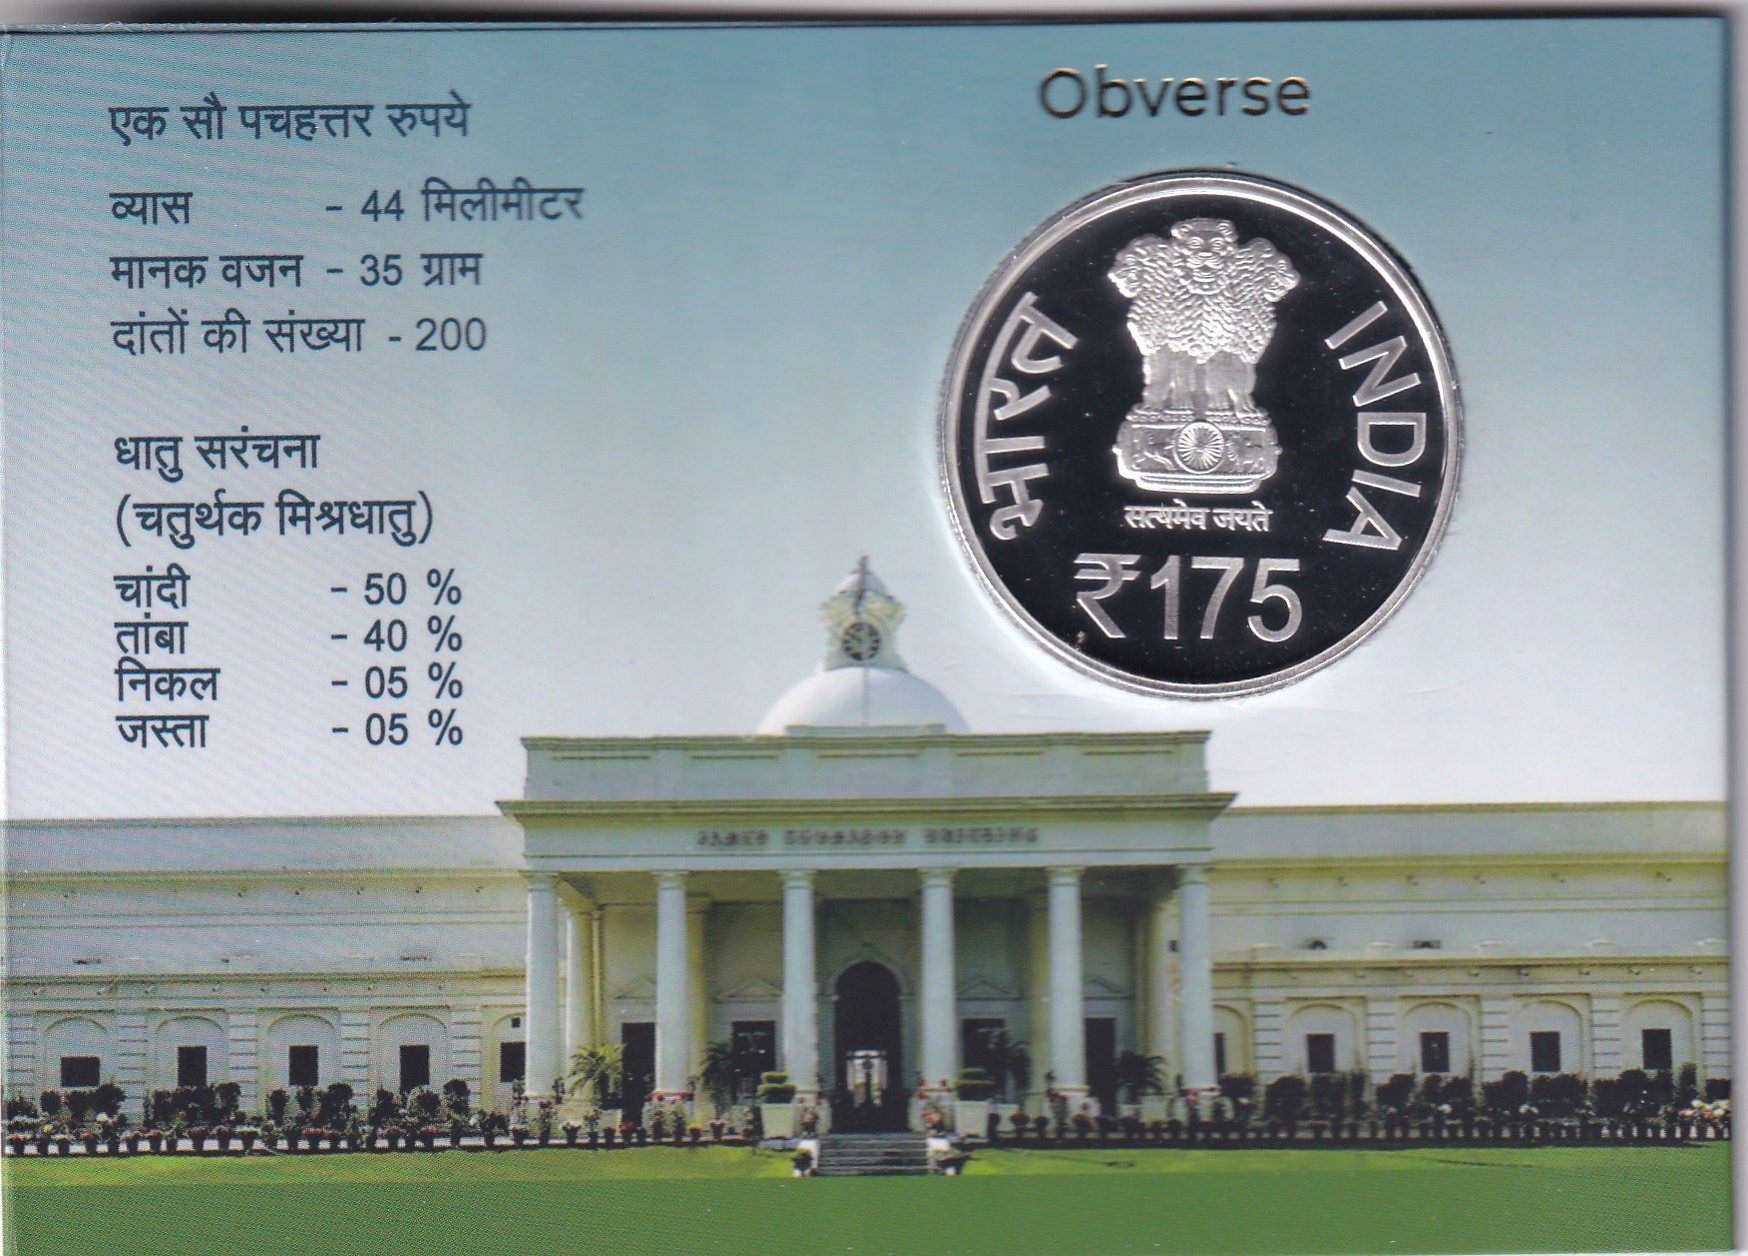 एक सौ पचहत्तर रुपये
व्यास - 44 मिलीमीटर
मानक वजन - 35 ग्राम
दांतों की संख्या - 200
धातु सरंचना
(चतुर्थक मिश्रधातु)
चांदी - 50 %
तांबा - 40 %
निकल - 05 %
जस्ता - 05 %
Obverse
भारत
INDIA
सत्यमेव जयते
₹175